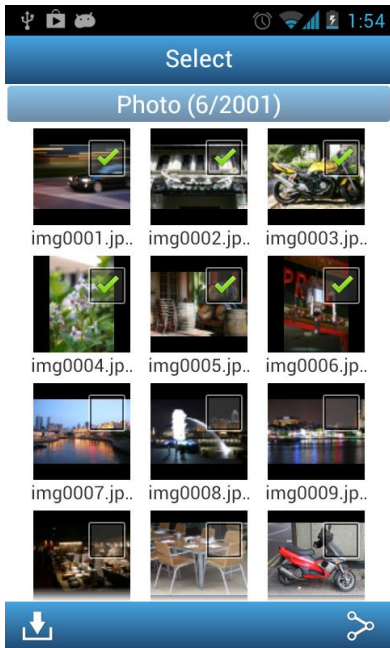 1:54
Select
Photo (6/2001)
img0001.jp.. img0002.jp.. img0003.jp..
img0004.jp.. img0005.jp.. img0006.jp..
img0007.jp.. img0008.jp.. img0009.jp..